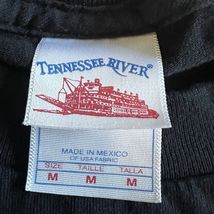 TENNESSEE RIVER®
MADE IN MEXICO
OF USA FABRIC
SIZE TAILLE TALLA
M M M